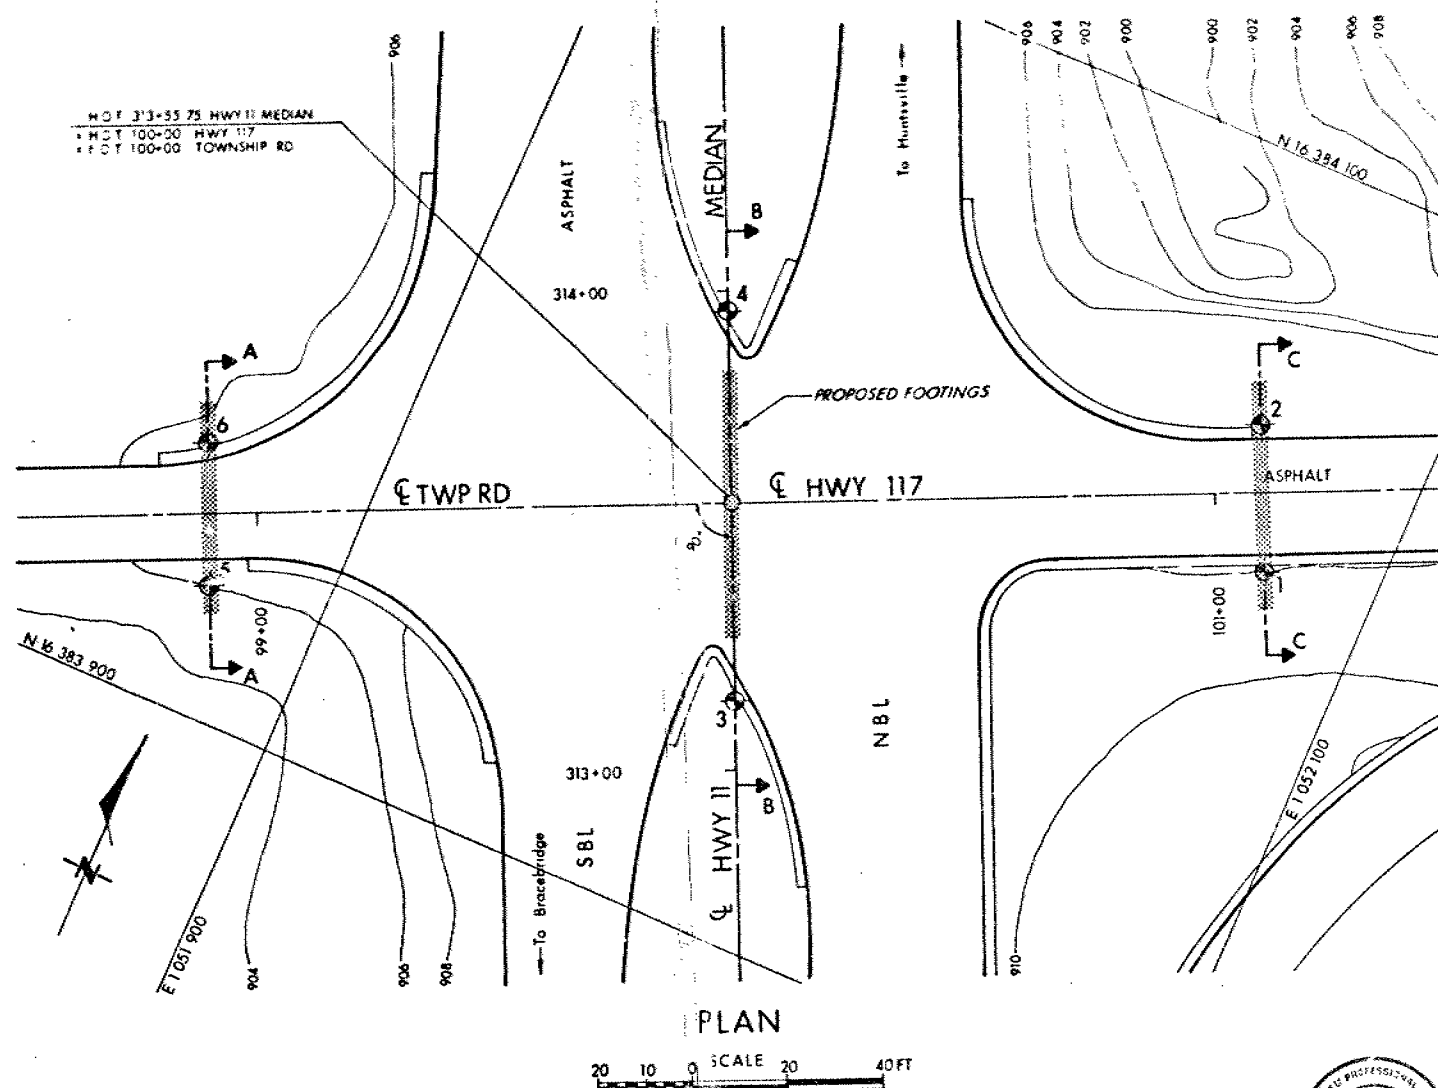 906
906
904
902
900
900
902
904
906
908
HWY 11 MEDIAN
100+00 HWY 117
100+00 TOWNSHIP RD
To Huntsville
N 16 384 100
ASPHALT
MEDIAN
B
314+00
4
A
C
PROPOSED FOOTINGS
6
2
℄ TWP RD
℄ HWY 117
ASPHALT
90°
5
1
99+00
101+00
A
C
N 16 383 900
3
NBL
313+00
B
E 1 052 100
N
SBL
℄ HWY 11
To Bracebridge
E 1 051 900
904
906
908
910
PLAN
SCALE
20 10 0 20 40 FT
PROFESSIONAL